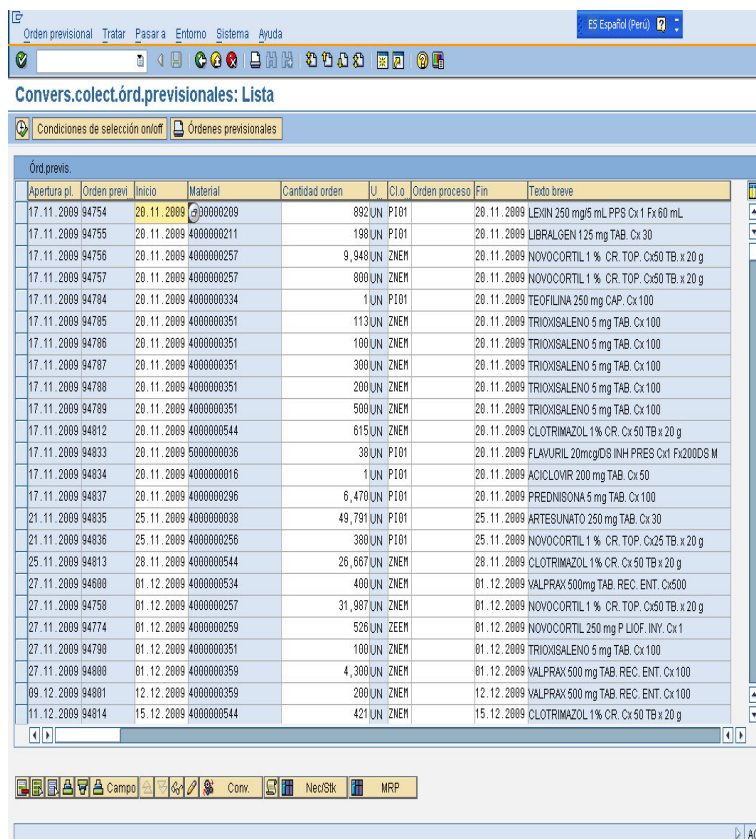 ES Español (Perú)
Orden previsional Tratar Pasar a Entorno Sistema Ayuda
Convers.colect.órd.previsionales: Lista
Condiciones de selección on/off Órdenes previsionales
Órd.previs.
Apertura pl. Orden previ Inicio Material Cantidad orden U. Cl.o Orden proceso Fin Texto breve
17.11.2009 94754 20.11.2009 00000209 892 UN PI01 20.11.2009 LEXIN 250 mg/5 mL PPS Cx 1 Fx 60 mL
17.11.2009 94755 20.11.2009 4000000211 198 UN PI01 20.11.2009 LIBRALGEN 125 mg TAB. Cx 30
17.11.2009 94756 20.11.2009 4000000257 9,948 UN ZNEM 20.11.2009 NOVOCORTIL 1 % CR. TOP. Cx50 TB. x 20 g
17.11.2009 94757 20.11.2009 4000000257 800 UN ZNEM 20.11.2009 NOVOCORTIL 1 % CR. TOP. Cx50 TB. x 20 g
17.11.2009 94784 20.11.2009 4000000334 1 UN PI01 20.11.2009 TEOFILINA 250 mg CAP. Cx 100
17.11.2009 94785 20.11.2009 4000000351 113 UN ZNEM 20.11.2009 TRIOXISALENO 5 mg TAB. Cx 100
17.11.2009 94786 20.11.2009 4000000351 100 UN ZNEM 20.11.2009 TRIOXISALENO 5 mg TAB. Cx 100
17.11.2009 94787 20.11.2009 4000000351 300 UN ZNEM 20.11.2009 TRIOXISALENO 5 mg TAB. Cx 100
17.11.2009 94788 20.11.2009 4000000351 200 UN ZNEM 20.11.2009 TRIOXISALENO 5 mg TAB. Cx 100
17.11.2009 94789 20.11.2009 4000000351 500 UN ZNEM 20.11.2009 TRIOXISALENO 5 mg TAB. Cx 100
17.11.2009 94812 20.11.2009 4000000544 615 UN ZNEM 20.11.2009 CLOTRIMAZOL 1% CR. Cx 50 TB x 20 g
17.11.2009 94833 20.11.2009 5000000036 38 UN PI01 20.11.2009 FLAVURIL 20mcg/DS INH PRES Cx1 Fx200DS M
17.11.2009 94834 20.11.2009 4000000016 1 UN PI01 20.11.2009 ACICLOVIR 200 mg TAB. Cx 50
17.11.2009 94837 20.11.2009 4000000296 6,470 UN PI01 20.11.2009 PREDNISONA 5 mg TAB. Cx 100
21.11.2009 94835 25.11.2009 4000000038 49,791 UN PI01 25.11.2009 ARTESUNATO 250 mg TAB. Cx 30
21.11.2009 94836 25.11.2009 4000000256 380 UN PI01 25.11.2009 NOVOCORTIL 1 % CR. TOP. Cx25 TB. x 20 g
25.11.2009 94813 28.11.2009 4000000544 26,667 UN ZNEM 28.11.2009 CLOTRIMAZOL 1% CR. Cx 50 TB x 20 g
27.11.2009 94600 01.12.2009 4000000534 400 UN ZNEM 01.12.2009 VALPRAX 500mg TAB. REC. ENT. Cx500
27.11.2009 94758 01.12.2009 4000000257 31,987 UN ZNEM 01.12.2009 NOVOCORTIL 1 % CR. TOP. Cx50 TB. x 20 g
27.11.2009 94774 01.12.2009 4000000259 526 UN ZEEM 01.12.2009 NOVOCORTIL 250 mg P LIOF. INY. Cx 1
27.11.2009 94790 01.12.2009 4000000351 100 UN ZNEM 01.12.2009 TRIOXISALENO 5 mg TAB. Cx 100
27.11.2009 94800 01.12.2009 4000000359 4,300 UN ZNEM 01.12.2009 VALPRAX 500 mg TAB. REC. ENT. Cx 100
09.12.2009 94801 12.12.2009 4000000359 200 UN ZNEM 12.12.2009 VALPRAX 500 mg TAB. REC. ENT. Cx 100
11.12.2009 94814 15.12.2009 4000000544 421 UN ZNEM 15.12.2009 CLOTRIMAZOL 1% CR. Cx 50 TB x 20 g
Campo Conv. Nec/Stk MRP